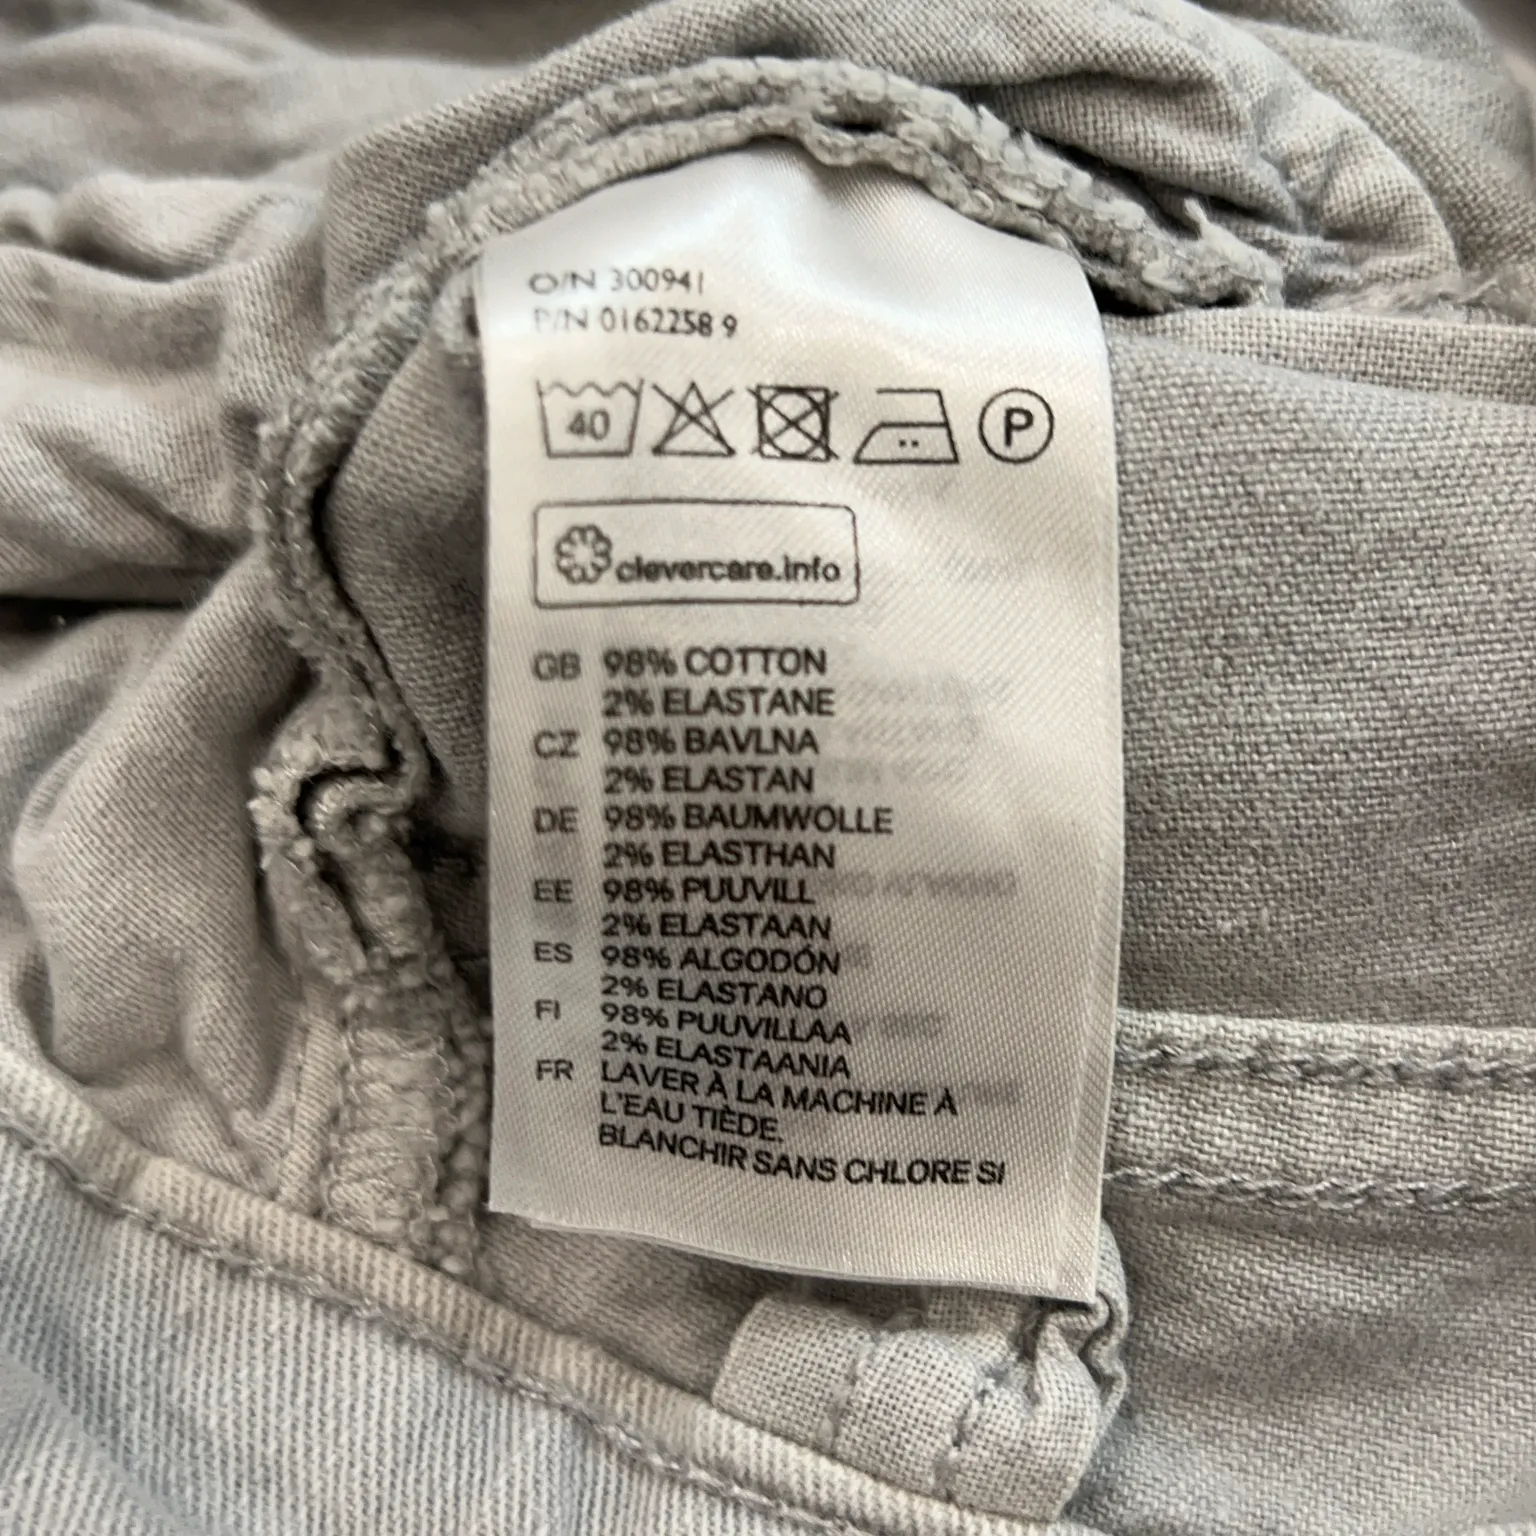 O/N 300941
P/N 0162258 9
40 P
clevercare.info
GB 98% COTTON
2% ELASTANE
CZ 98% BAVLNA
2% ELASTAN
DE 98% BAUMWOLLE
2% ELASTHAN
EE 98% PUUVILL
2% ELASTAAN
ES 98% ALGODÓN
2% ELASTANO
FI 98% PUUVILLAA
2% ELASTAANIA
FR LAVER À LA MACHINE À
L'EAU TIÈDE.
BLANCHIR SANS CHLORE SI